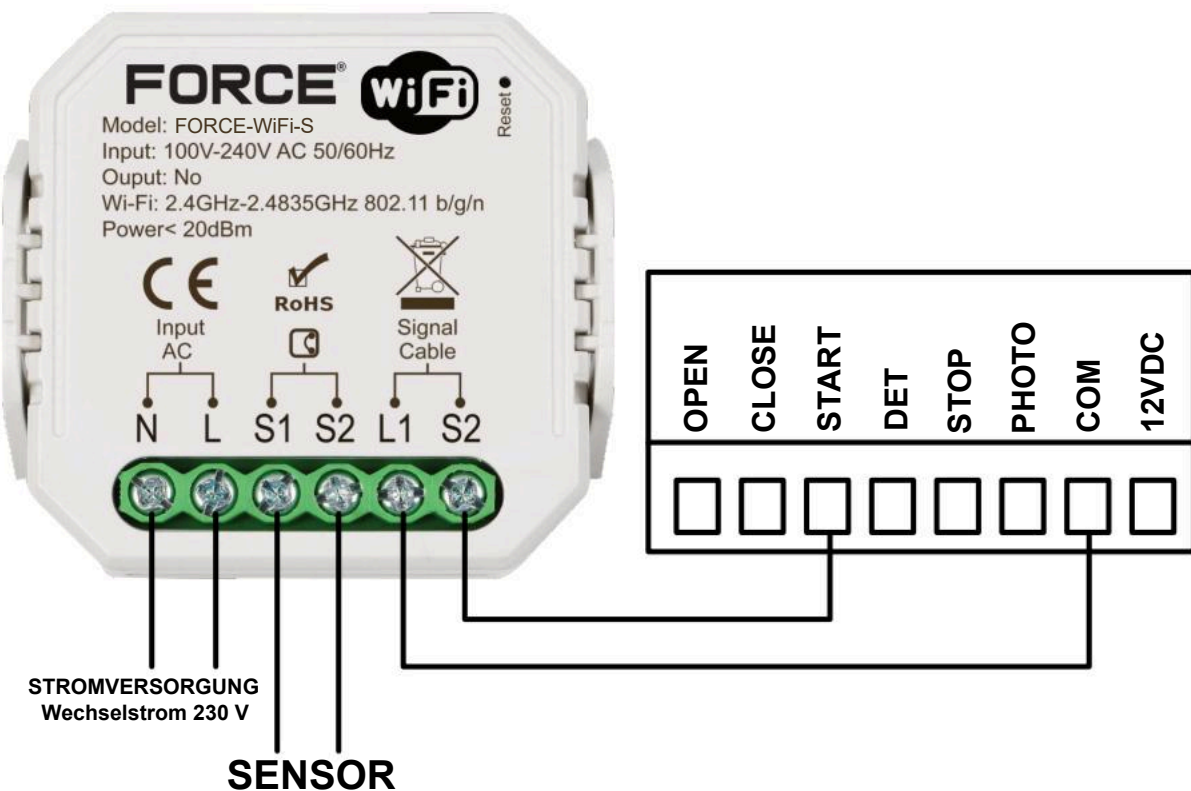 FORCE®
WiFi
Reset
Model: FORCE-WiFi-S
Input: 100V-240V AC 50/60Hz
Ouput: No
Wi-Fi: 2.4GHz-2.4835GHz 802.11 b/g/n
Power< 20dBm
CE
RoHS
Input
AC
Signal
Cable
N L S1 S2 L1 S2
OPEN
CLOSE
START
DET
STOP
PHOTO
COM
12VDC
STROMVERSORGUNG
Wechselstrom 230 V
SENSOR